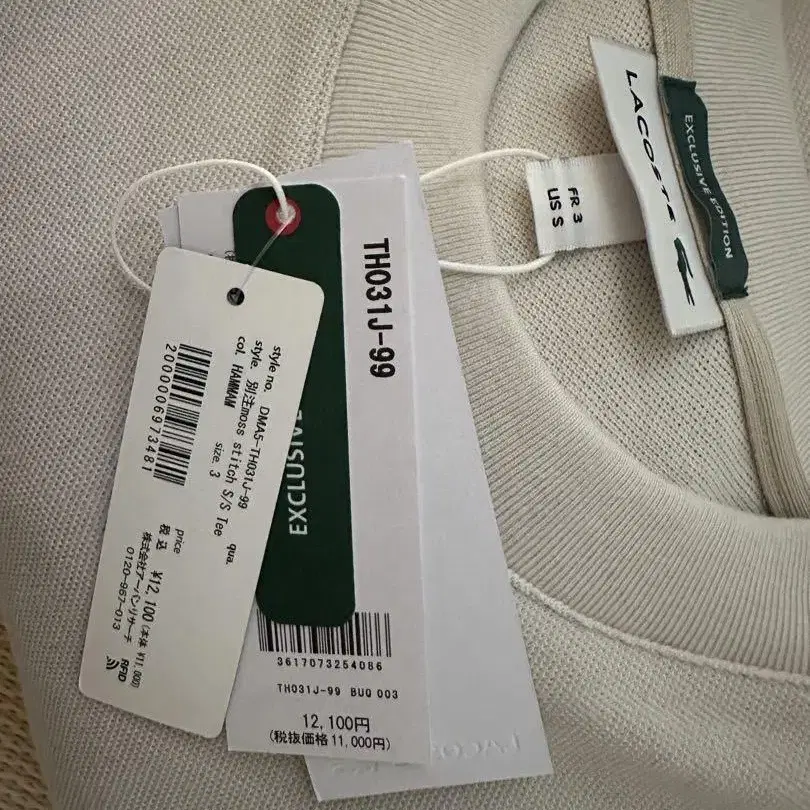 LACOSTE
EXCLUSIVE EDITION
FR 3
US S
TH031J-99
EXCLUSIVE
style no. DMA5-TH031J-99
style. 別注moss stitch S/S Tee
col. HAMMAM
size. 3
qua.
2000006973481
price
税込 ¥12,100(本体 ¥11,000)
株式会社アーバンリサーチ
0120-967-013
RFID
3617073254086
TH031J-99 BUQ 003
12,100円
(税抜価格11,000円)